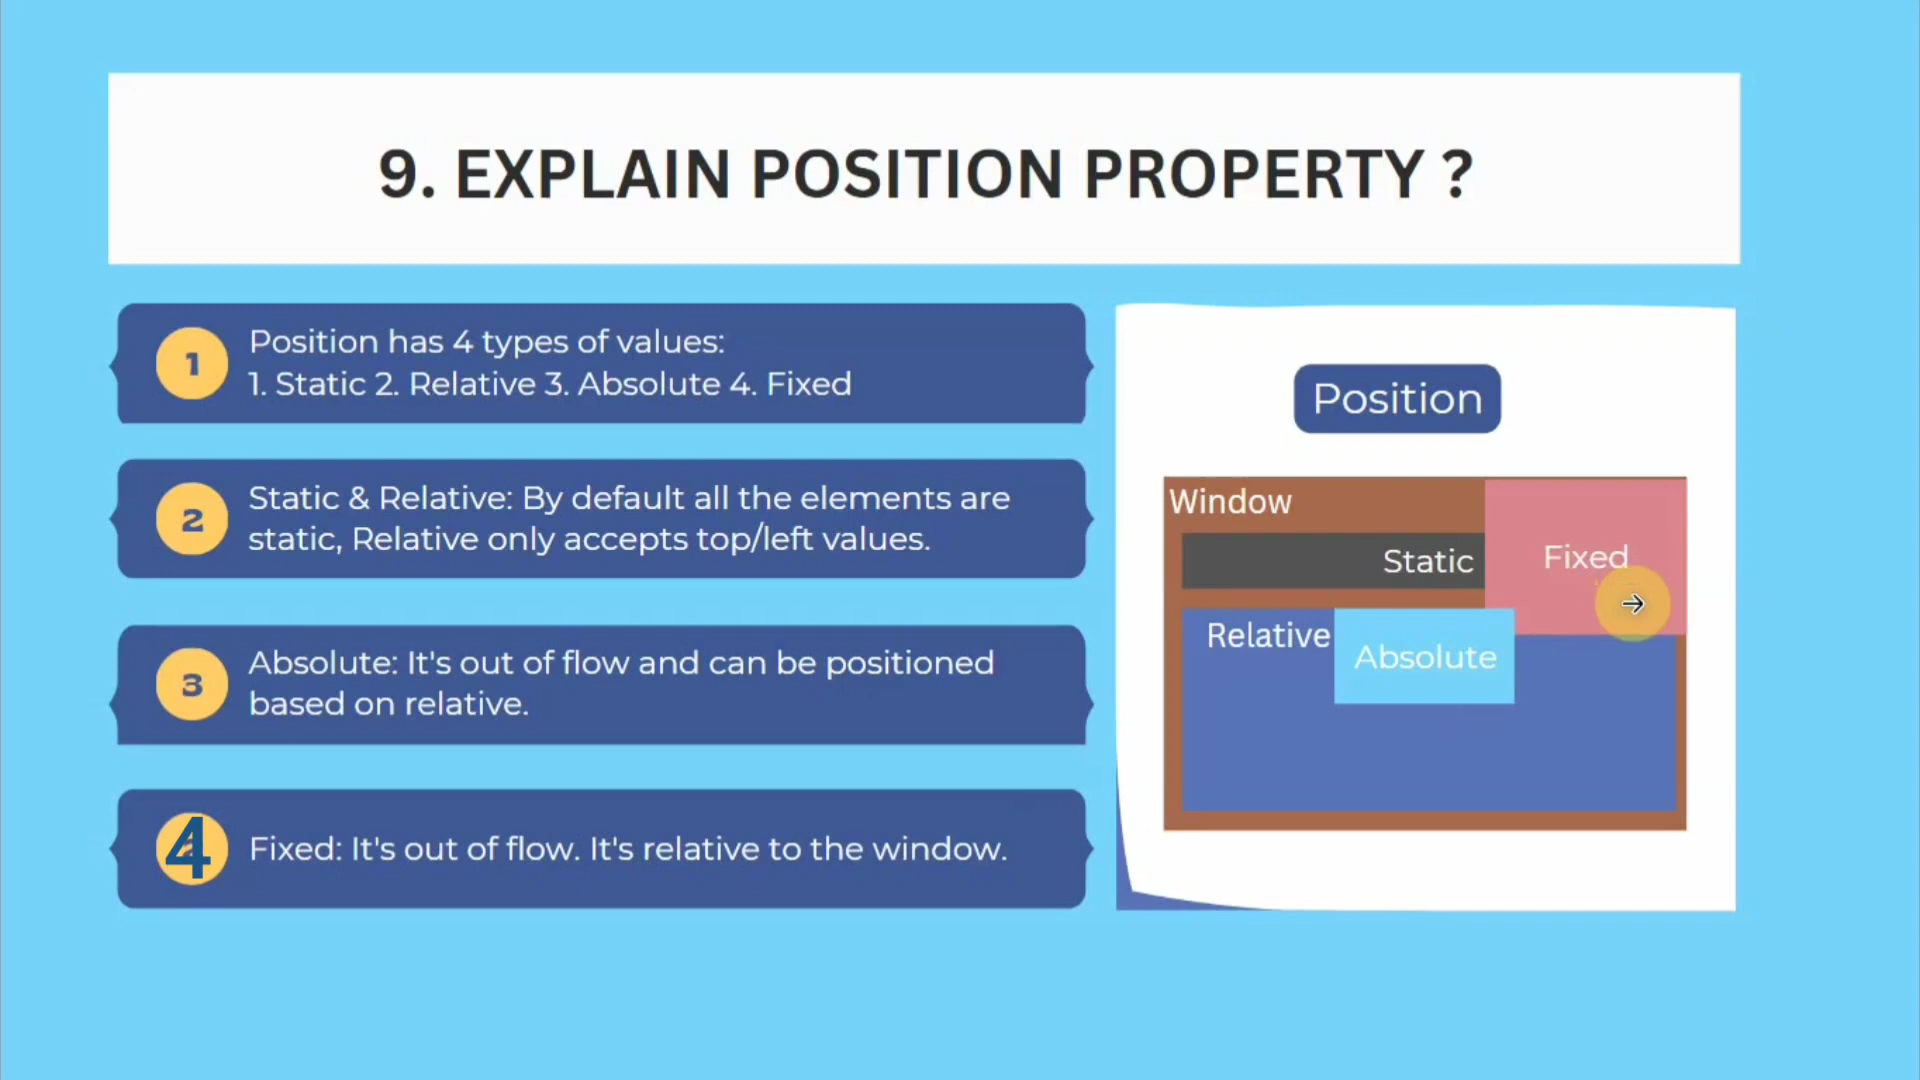 9. EXPLAIN POSITION PROPERTY ?
1
Position has 4 types of values:
1. Static 2. Relative 3. Absolute 4. Fixed
2
Static & Relative: By default all the elements are
static, Relative only accepts top/left values.
3
Absolute: It's out of flow and can be positioned
based on relative.
4
Fixed: It's out of flow. It's relative to the window.
Position
Window
Static
Fixed
Relative
Absolute